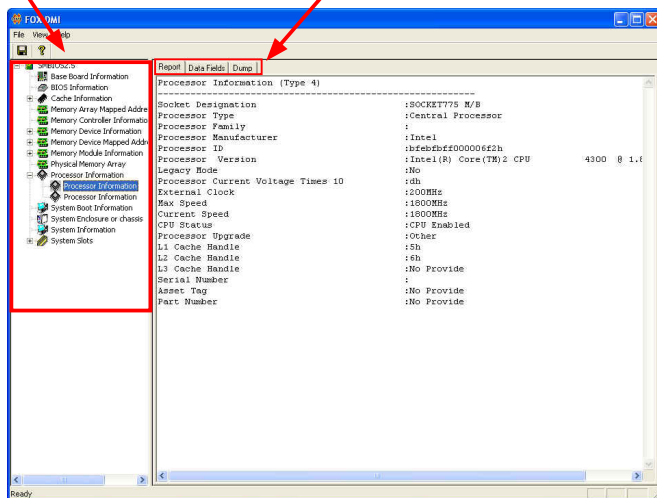 FOX DMI
File View Help
SMBIOS2.5
Base Board Information
BIOS Information
Cache Information
Memory Array Mapped Addre
Memory Controller Informatio
Memory Device Information
Memory Device Mapped Addr
Memory Module Information
Physical Memory Array
Processor Information
Processor Information
Processor Information
System Boot Information
System Enclosure or chassis
System Information
System Slots
Report Data Fields Dump
Processor Information (Type 4)
-----------------------------------------------------------
Socket Designation :SOCKET775 M/B
Processor Type :Central Processor
Processor Family :
Processor Manufacturer :Intel
Processor ID :bfebfbff000006f2h
Processor Version :Intel(R) Core(TM)2 CPU 4300 @ 1.8
Legacy Mode :No
Processor Current Voltage Times 10 :dh
External Clock :200MHz
Max Speed :1800MHz
Current Speed :1800MHz
CPU Status :CPU Enabled
Processor Upgrade :Other
L1 Cache Handle :5h
L2 Cache Handle :6h
L3 Cache Handle :No Provide
Serial Number :
Asset Tag :No Provide
Part Number :No Provide
Ready